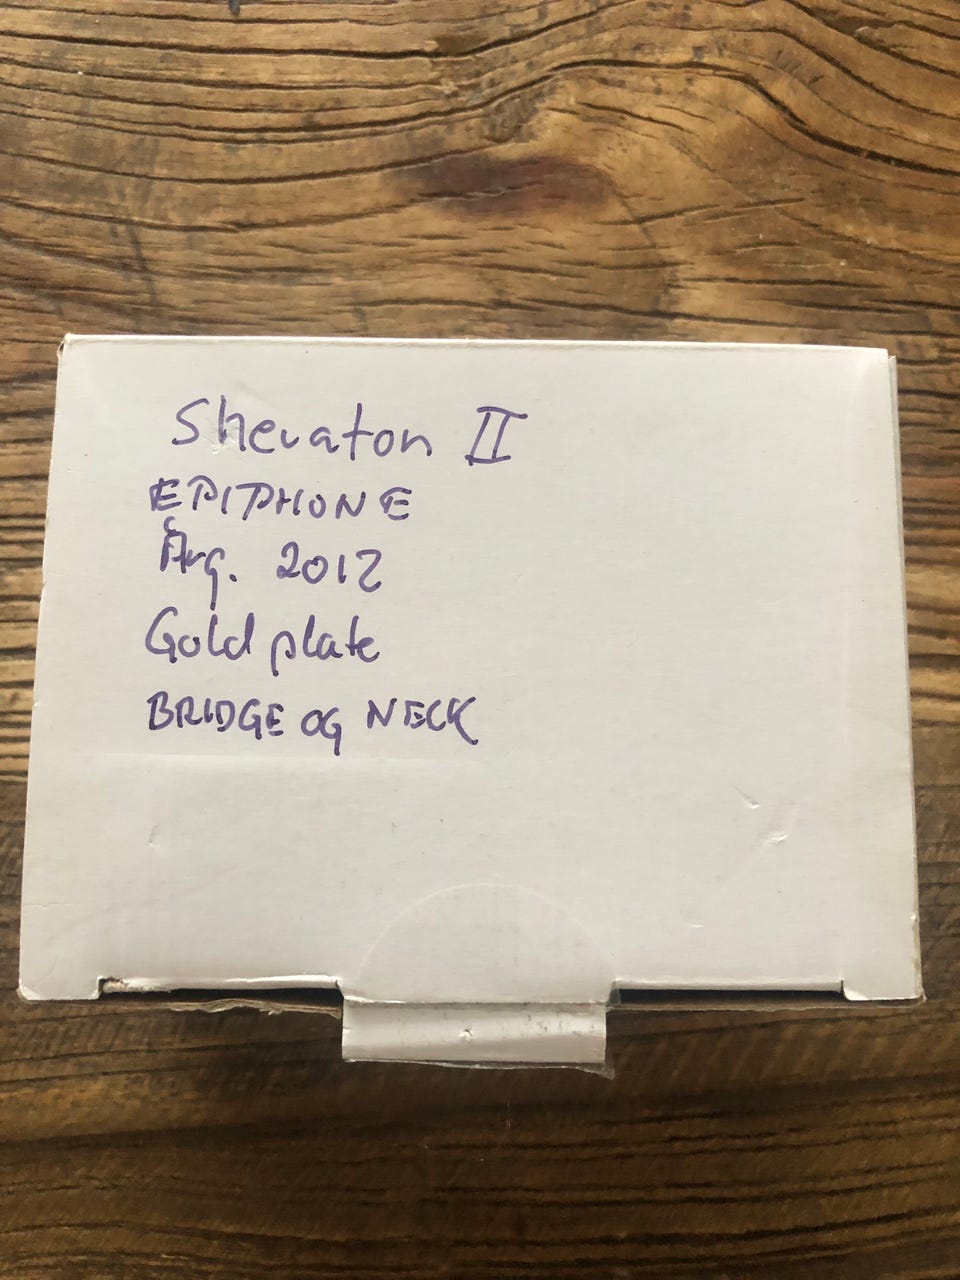 Sheraton II
EPIPHONE
Årg. 2012
Gold plate
BRIDGE OG NECK